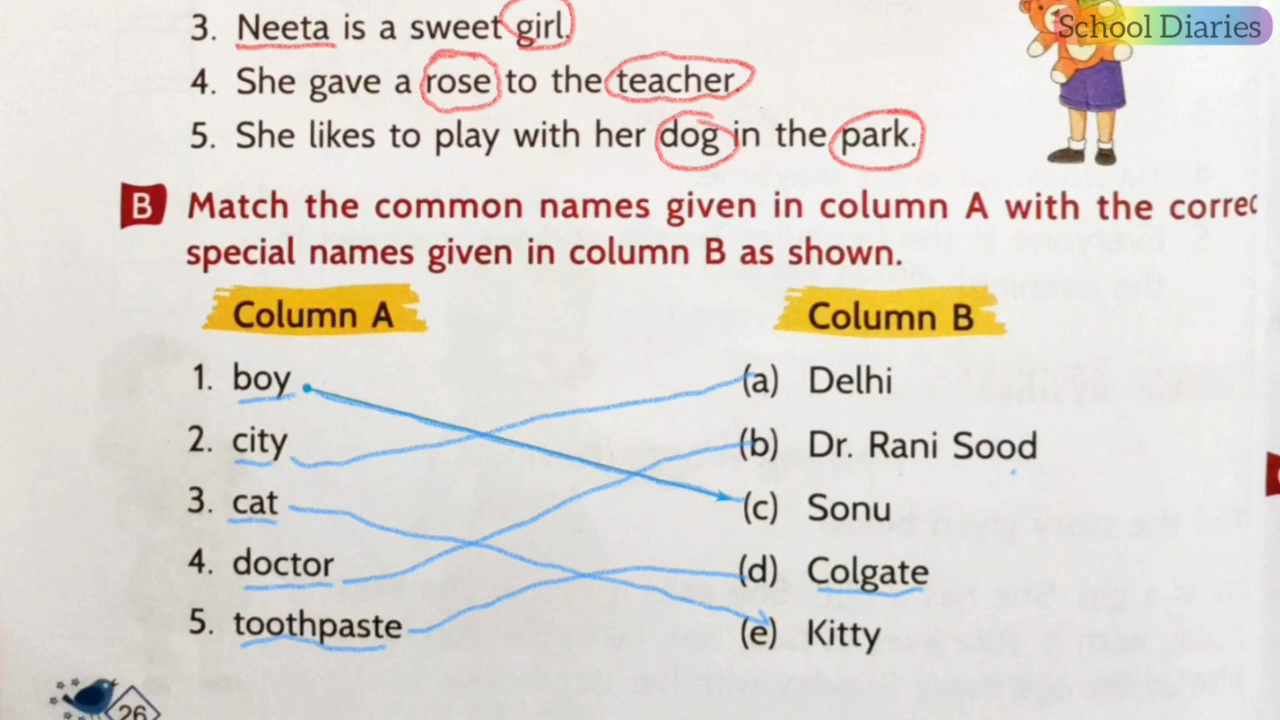 School Diaries
3. Neeta is a sweet girl.
4. She gave a rose to the teacher.
5. She likes to play with her dog in the park.
B Match the common names given in column A with the correc
special names given in column B as shown.
Column A Column B
1. boy (a) Delhi
2. city (b) Dr. Rani Sood
3. cat (c) Sonu
4. doctor (d) Colgate
5. toothpaste (e) Kitty
26